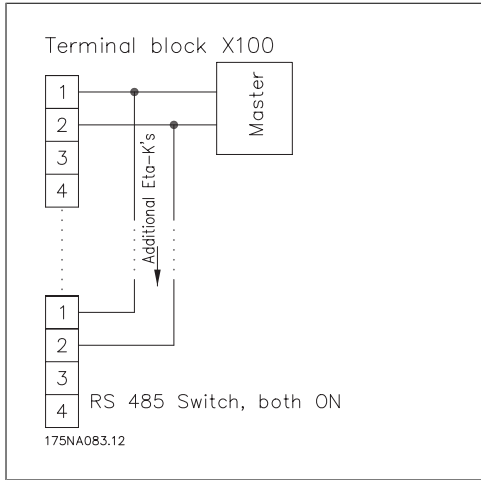 Terminal block X100
1
2
3
4
Master
Additional Eta-K's
1
2
3
4
RS 485 Switch, both ON
175NA083.12